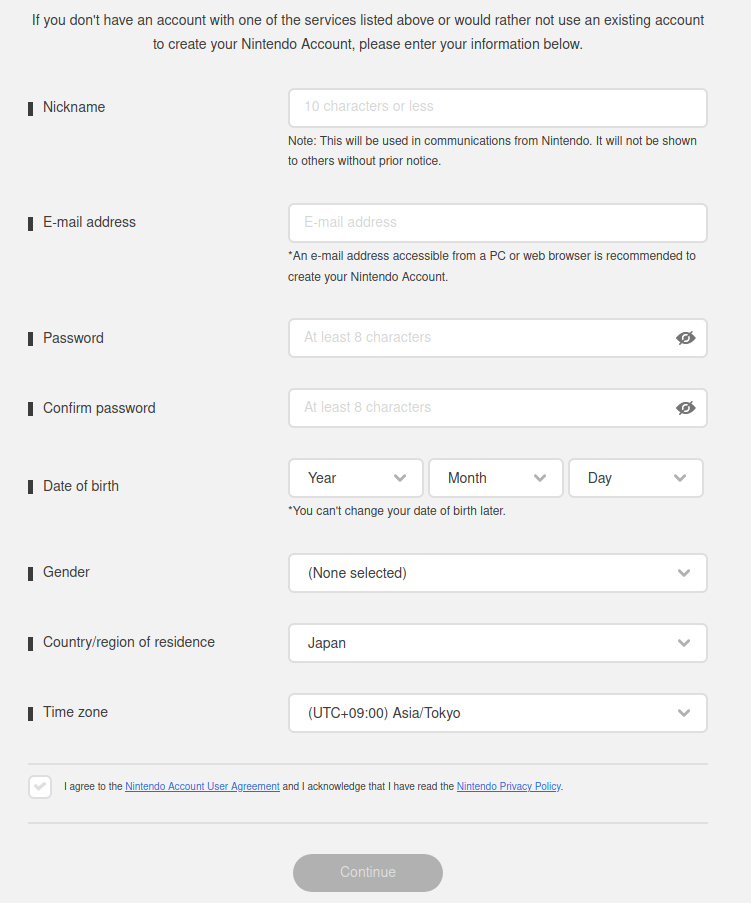 If you don't have an account with one of the services listed above or would rather not use an existing account
to create your Nintendo Account, please enter your information below.
Nickname
10 characters or less
Note: This will be used in communications from Nintendo. It will not be shown
to others without prior notice.
E-mail address
E-mail address
*An e-mail address accessible from a PC or web browser is recommended to
create your Nintendo Account.
Password
At least 8 characters
Confirm password
At least 8 characters
Date of birth
Year Month Day
*You can't change your date of birth later.
Gender
(None selected)
Country/region of residence
Japan
Time zone
(UTC+09:00) Asia/Tokyo
I agree to the Nintendo Account User Agreement and I acknowledge that I have read the Nintendo Privacy Policy.
Continue